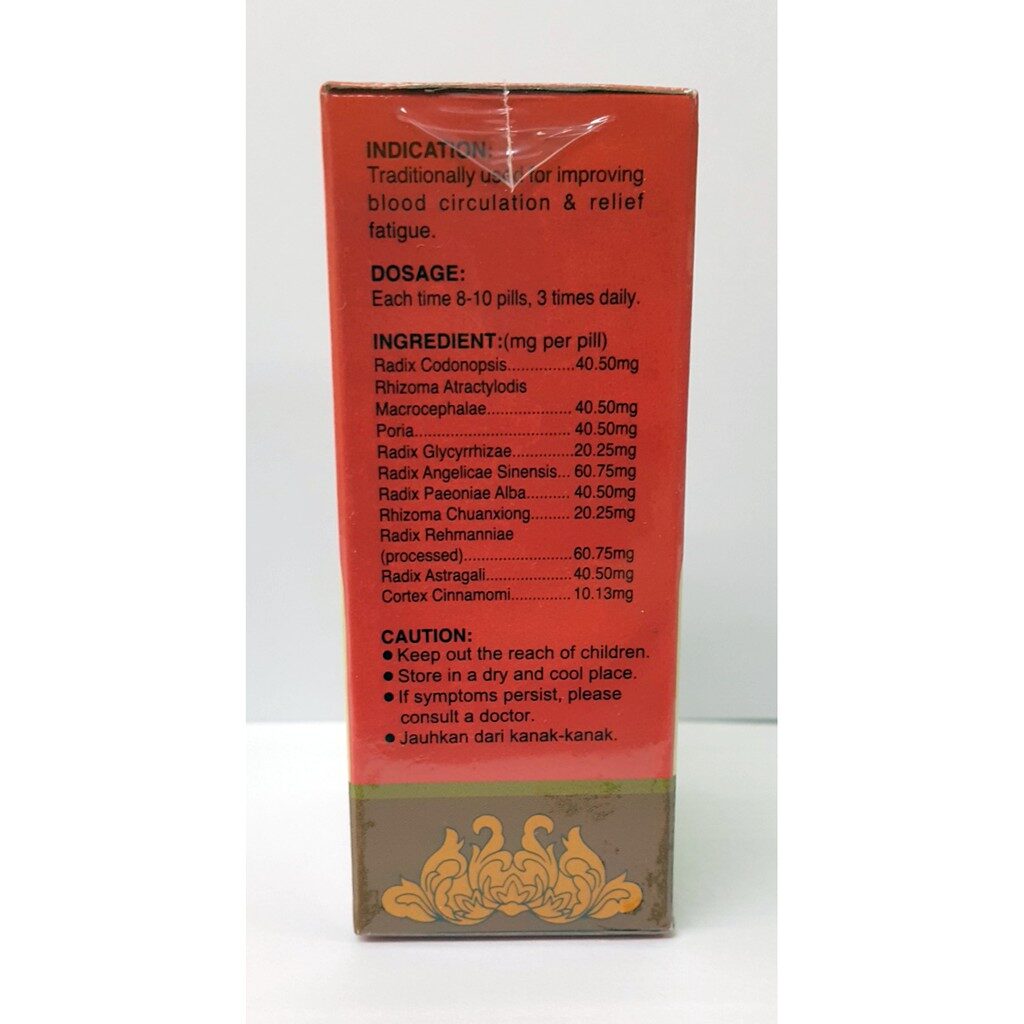 INDICATION:
Traditionally used for improving
blood circulation & relief
fatigue.
DOSAGE:
Each time 8-10 pills, 3 times daily.
INGREDIENT:(mg per pill)
Radix Codonopsis...............40.50mg
Rhizoma Atractylodis
Macrocephalae................... 40.50mg
Poria................................... 40.50mg
Radix Glycyrrhizae..............20.25mg
Radix Angelicae Sinensis... 60.75mg
Radix Paeoniae Alba.......... 40.50mg
Rhizoma Chuanxiong......... 20.25mg
Radix Rehmanniae
(processed)........................60.75mg
Radix Astragali.....................40.50mg
Cortex Cinnamomi.............. 10.13mg
CAUTION:
● Keep out the reach of children.
● Store in a dry and cool place.
● If symptoms persist, please
consult a doctor.
● Jauhkan dari kanak-kanak.